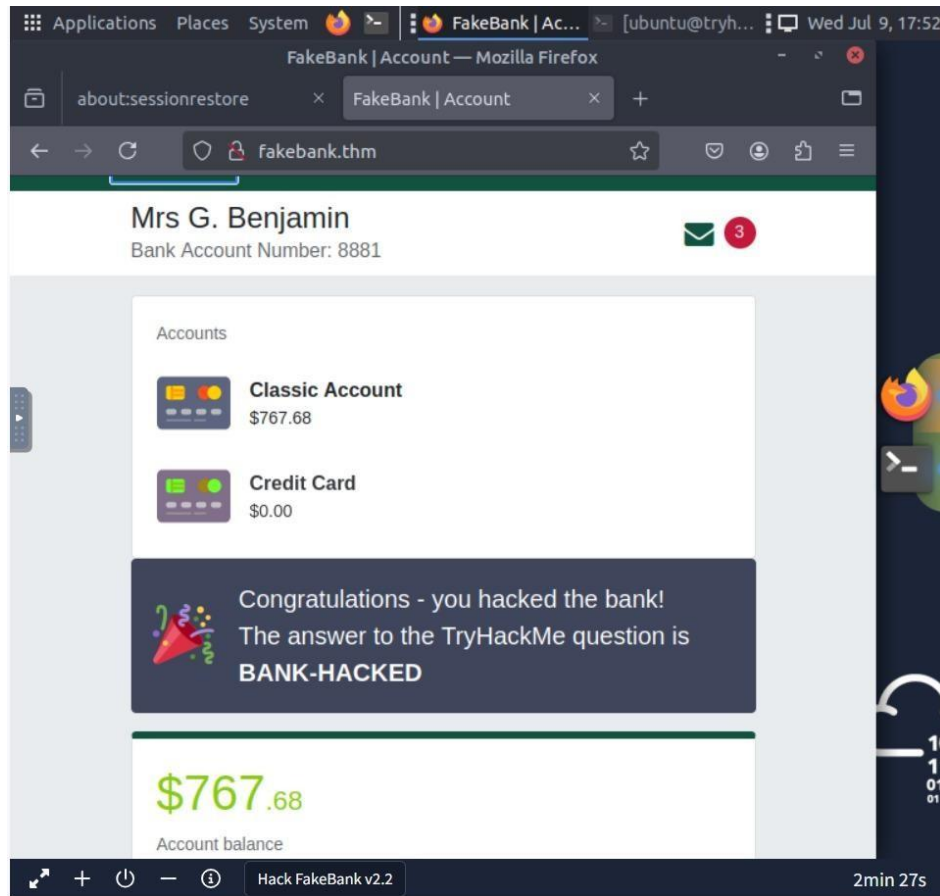 Applications Places System FakeBank | Ac... [ubuntu@tryh... Wed Jul 9, 17:52
FakeBank | Account — Mozilla Firefox
about:sessionrestore FakeBank | Account
fakebank.thm
Mrs G. Benjamin
Bank Account Number: 8881
3
Accounts
Classic Account
$767.68
Credit Card
$0.00
Congratulations - you hacked the bank!
The answer to the TryHackMe question is
BANK-HACKED
$767.68
Account balance
Hack FakeBank v2.2 2min 27s